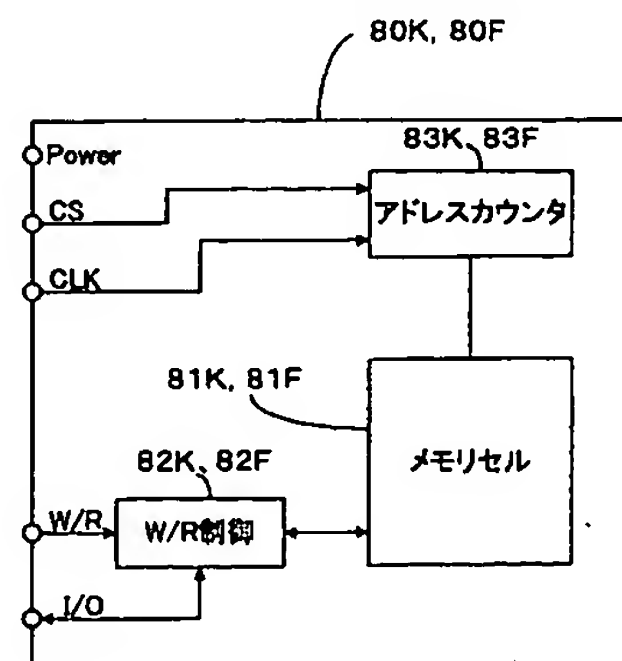 80K, 80F
Power
83K、83F
CS
アドレスカウンタ
CLK
81K, 81F
メモリセル
82K、82F
W/R
W/R制御
I/O